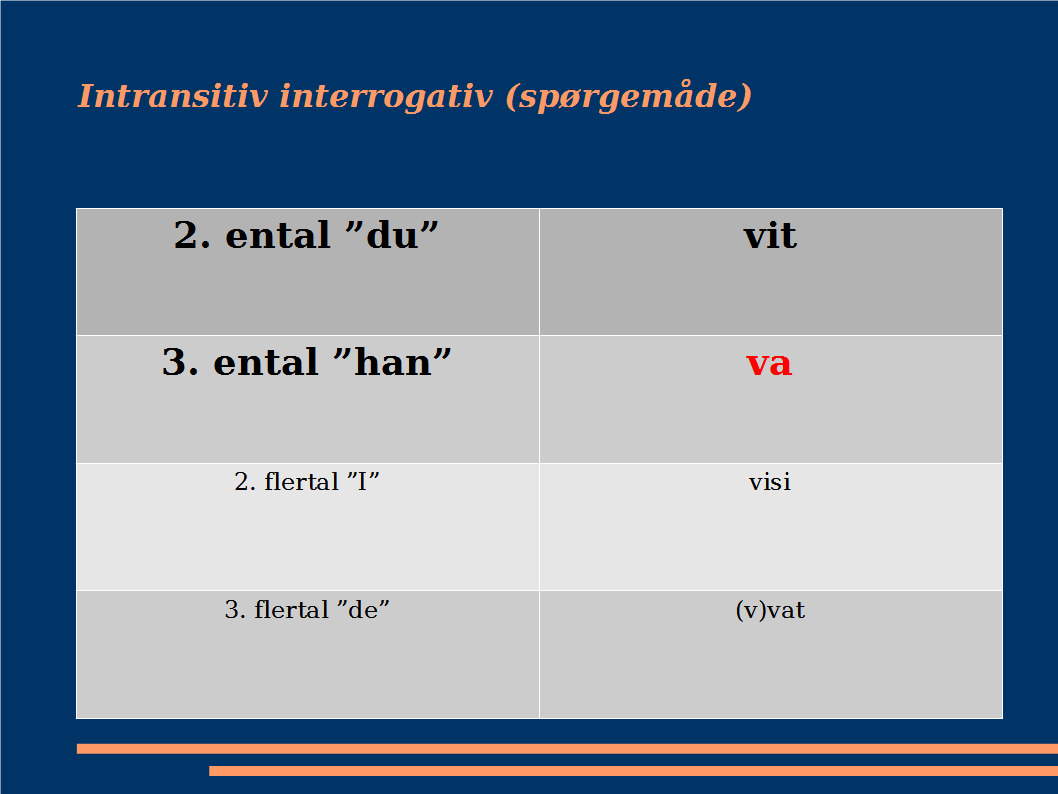 Intransitiv interrogativ (spørgemåde)
2. ental ”du” vit
3. ental ”han” va
2. flertal ”I” visi
3. flertal ”de” (v)vat